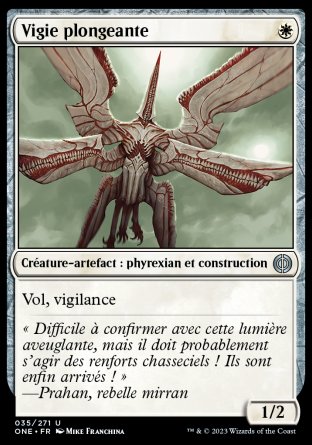 Vigie plongeante
Créature-artefact : phyrexian et construction
Vol, vigilance
« Difficile à confirmer avec cette lumière
aveuglante, mais il doit probablement
s'agir des renforts chasseciels ! Ils sont
enfin arrivés ! »
—Prahan, rebelle mirran
1/2
035/271 U
ONE • FR Mike Franchina
™ & © 2023 Wizards of the Coast